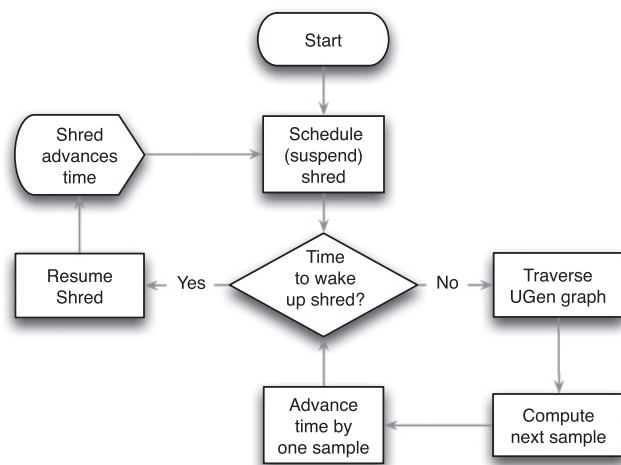 Start
Schedule
(suspend)
shred
Shred
advances
time
Time
to wake
up shred?
Yes
No
Resume
Shred
Traverse
UGen graph
Advance
time by
one sample
Compute
next sample